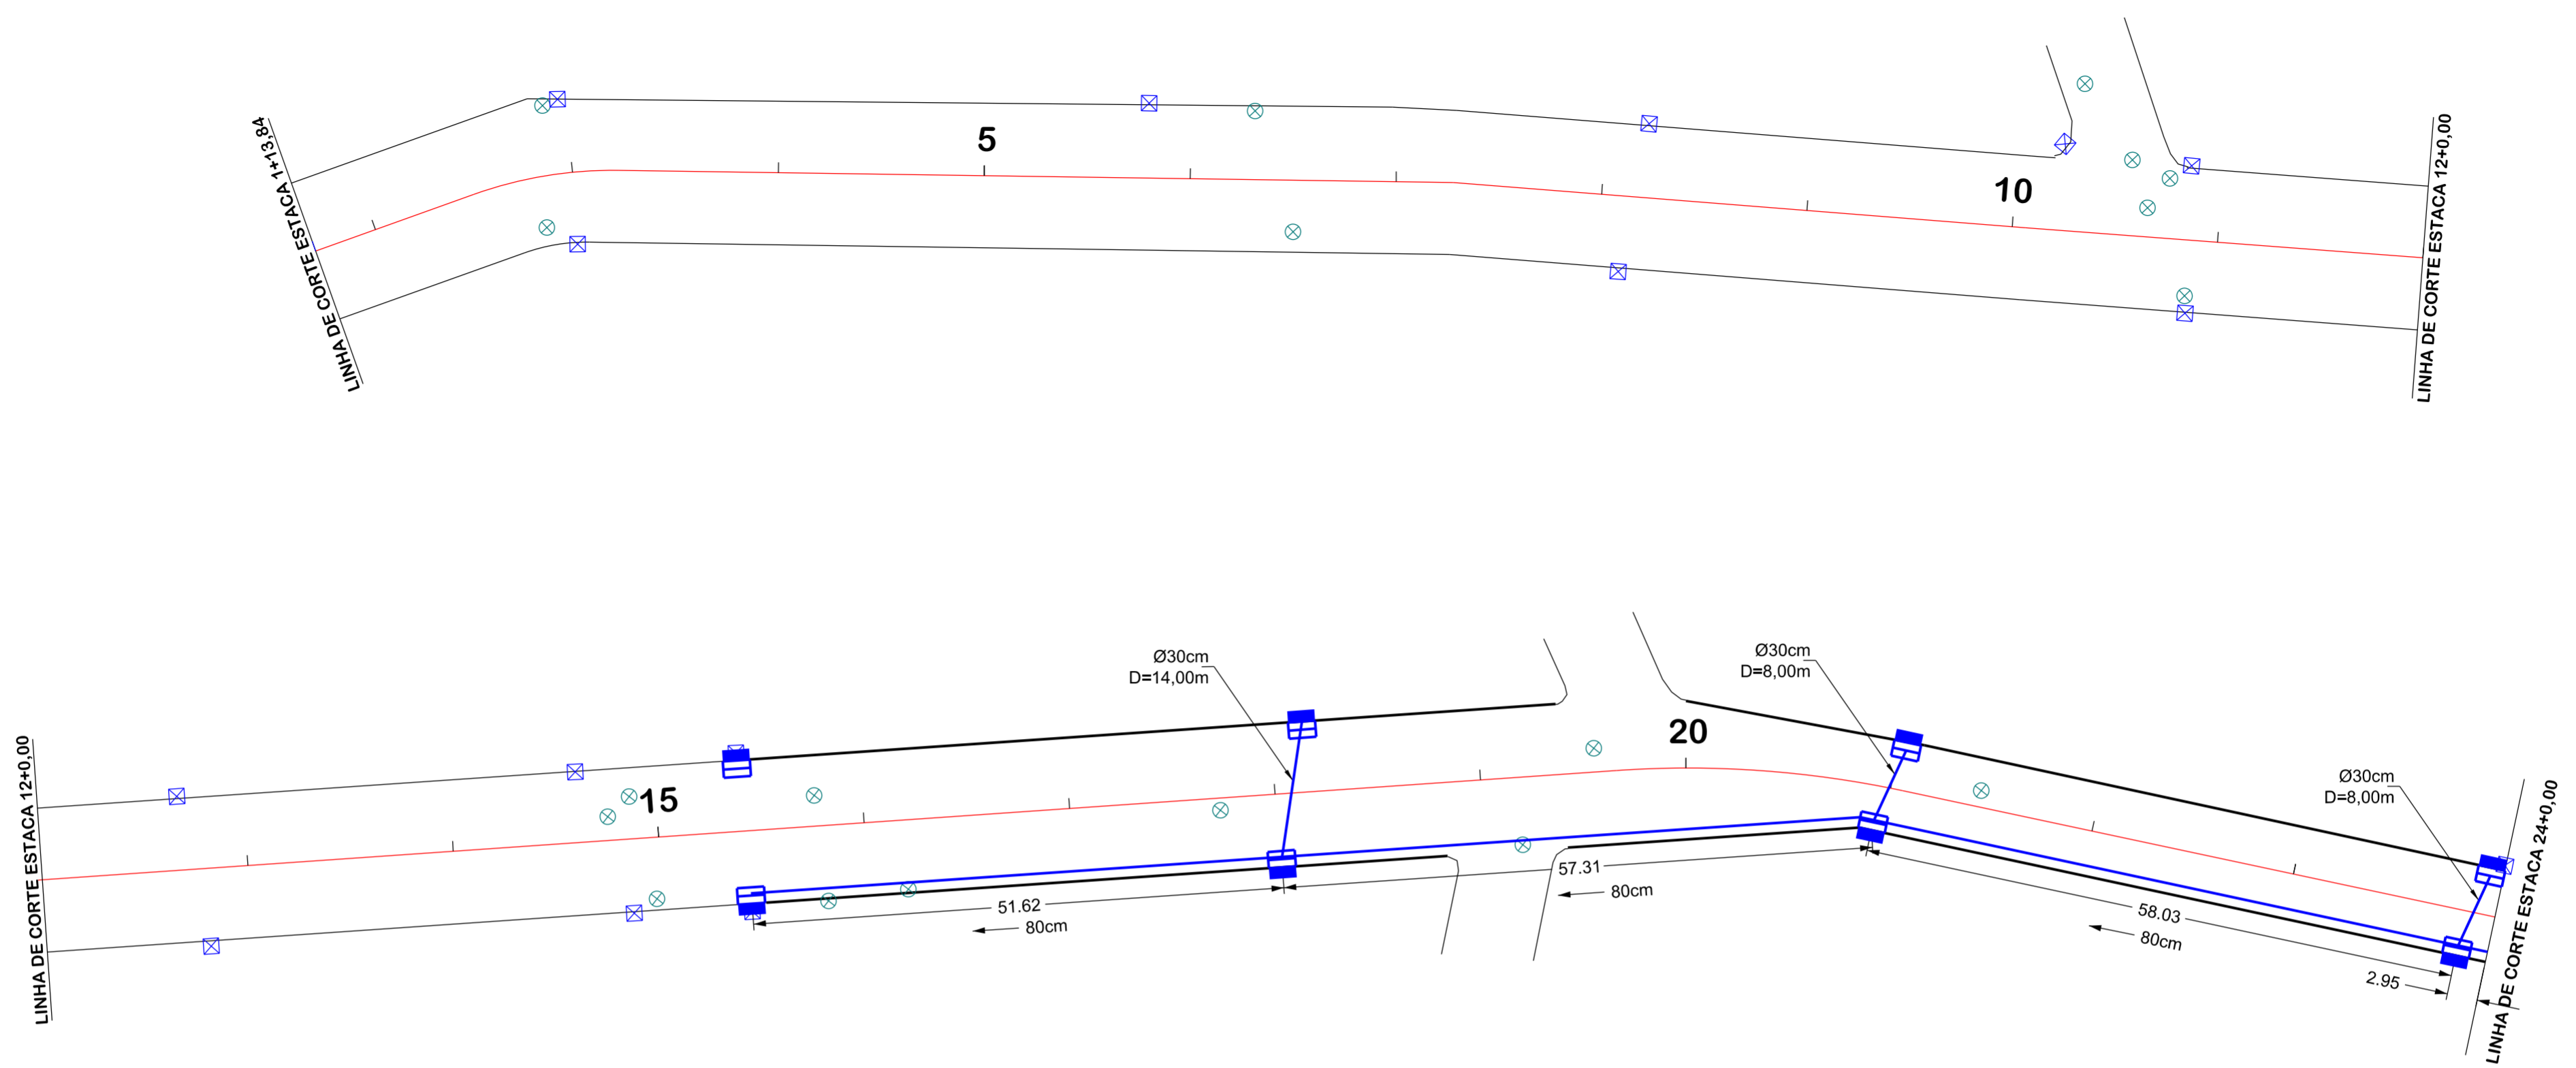 LINHA DE CORTE ESTACA 1+13,84
5
10
LINHA DE CORTE ESTACA 12+0,00
LINHA DE CORTE ESTACA 12+0,00
15
Ø30cm
D=14,00m
51.62
80cm
57.31
80cm
20
Ø30cm
D=8,00m
58.03
80cm
Ø30cm
D=8,00m
2.95
LINHA DE CORTE ESTACA 24+0,00